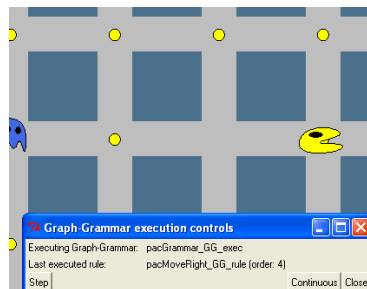 Graph-Grammar execution controls
Executing Graph-Grammar: pacGrammar_GG_exec
Last executed rule: pacMoveRight_GG_rule (order: 4)
Step Continuous Close